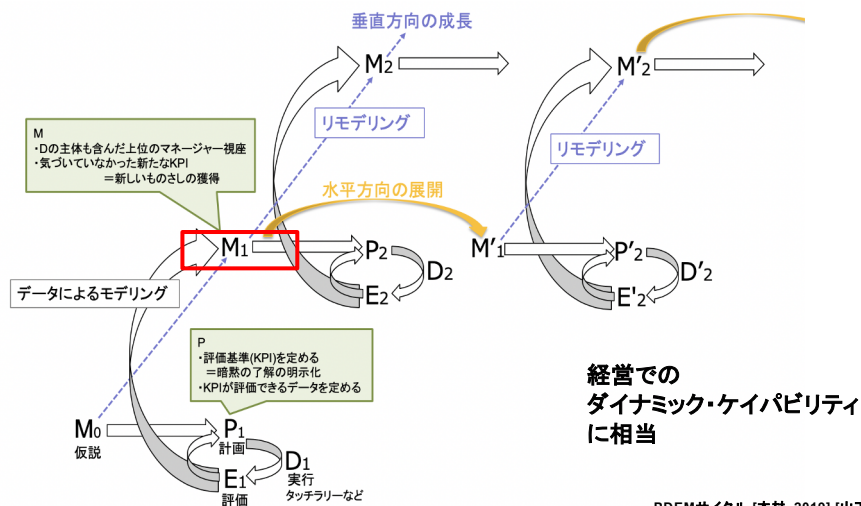 垂直方向の成長
M2
M'2
リモデリング
リモデリング
M
・Dの主体も含んだ上位のマネージャー視座
・気づいていなかった新たなKPI
＝新しいものさしの獲得
水平方向の展開
M1
P2
D2
E2
M'1
P'2
D'2
E'2
データによるモデリング
P
・評価基準(KPI)を定める
＝暗黙の了解の明示化
・KPIが評価できるデータを定める
経営での
ダイナミック・ケイパビリティ
に相当
M0
仮説
P1
計画
D1
実行
タッチラリーなど
E1
評価